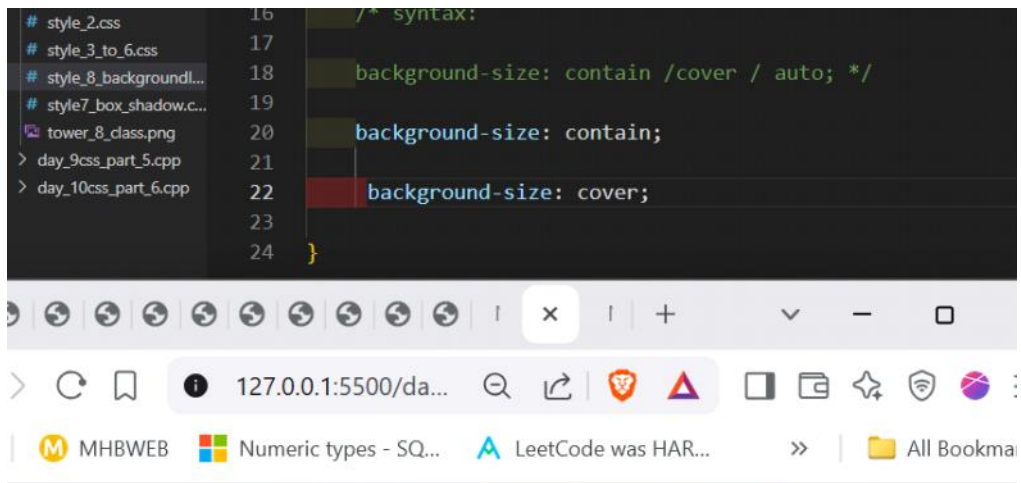 # style_2.css
# style_3_to_6.css
# style_8_backgroundI...
# style7_box_shadow.c...
tower_8_class.png
> day_9css_part_5.cpp
> day_10css_part_6.cpp
16 /* syntax:
17
18 background-size: contain /cover / auto; */
19
20 background-size: contain;
21
22 background-size: cover;
23
24 }
127.0.0.1:5500/da...
MHBWEB Numeric types - SQ... LeetCode was HAR... » All Bookmar